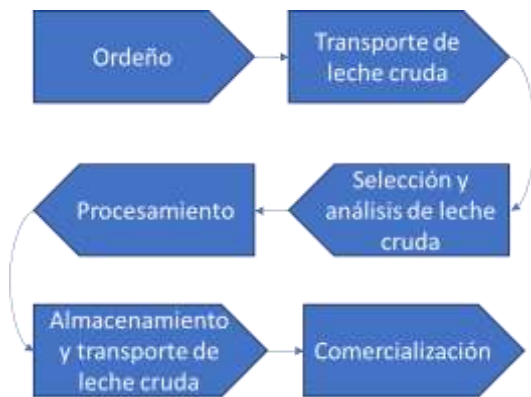 Ordeño
Transporte de
leche cruda
Selección y
análisis de leche
cruda
Procesamiento
Almacenamiento
y transporte de
leche cruda
Comercialización